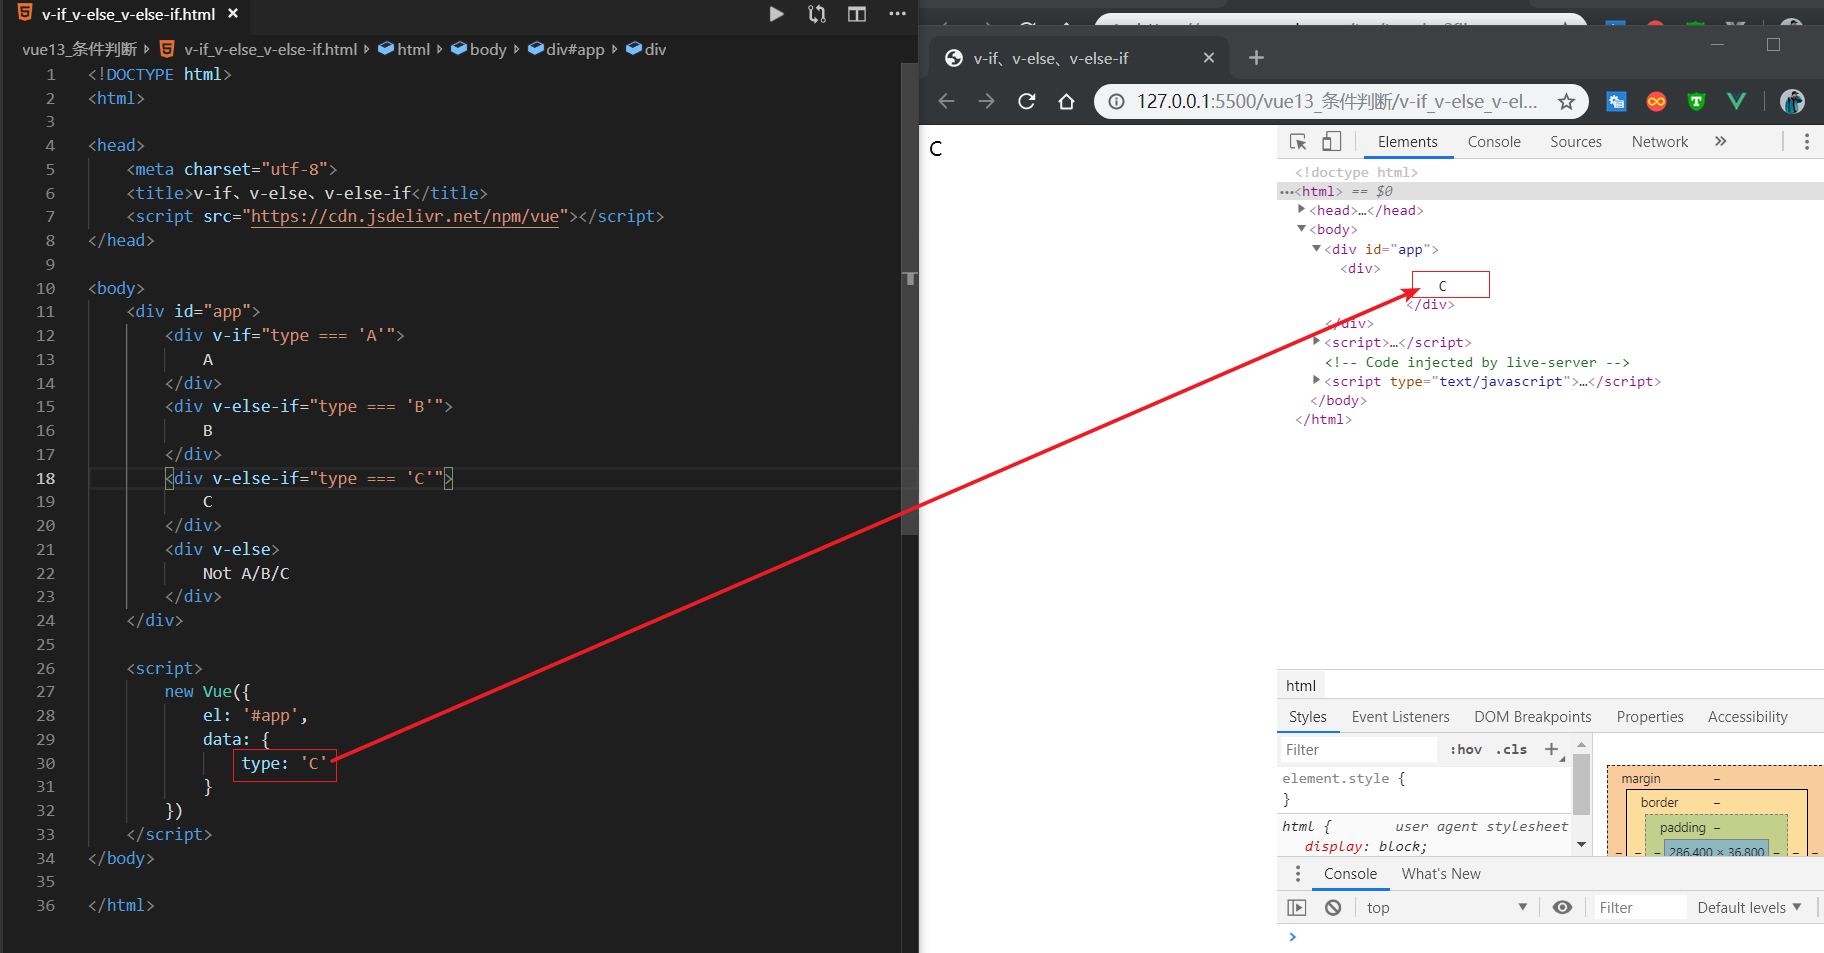 v-if_v-else_v-else-if.html ×
vue13_条件判断 › v-if_v-else_v-else-if.html › html › body › div#app › div
1 <!DOCTYPE html>
2 <html>
3
4 <head>
5 <meta charset="utf-8">
6 <title>v-if、v-else、v-else-if</title>
7 <script src="https://cdn.jsdelivr.net/npm/vue"></script>
8 </head>
9
10 <body>
11 <div id="app">
12 <div v-if="type === 'A'">
13 A
14 </div>
15 <div v-else-if="type === 'B'">
16 B
17 </div>
18 <div v-else-if="type === 'C'">
19 C
20 </div>
21 <div v-else>
22 Not A/B/C
23 </div>
24 </div>
25
26 <script>
27 new Vue({
28 el: '#app',
29 data: {
30 type: 'C'
31 }
32 })
33 </script>
34 </body>
35
36 </html>
v-if、v-else、v-else-if
127.0.0.1:5500/vue13_条件判断/v-if_v-else_v-el...
C
Elements Console Sources Network »
<!doctype html>
...<html> == $0
<head>…</head>
<body>
<div id="app">
<div>
C
</div>
</div>
<script>…</script>
<!-- Code injected by live-server -->
<script type="text/javascript">…</script>
</body>
</html>
html
Styles Event Listeners DOM Breakpoints Properties Accessibility
Filter :hov .cls +
element.style {
}
html { user agent stylesheet
display: block;
margin –
border –
padding –
– – – 286.400 × 36.800 – – –
Console What's New
top Filter Default levels ▼
>